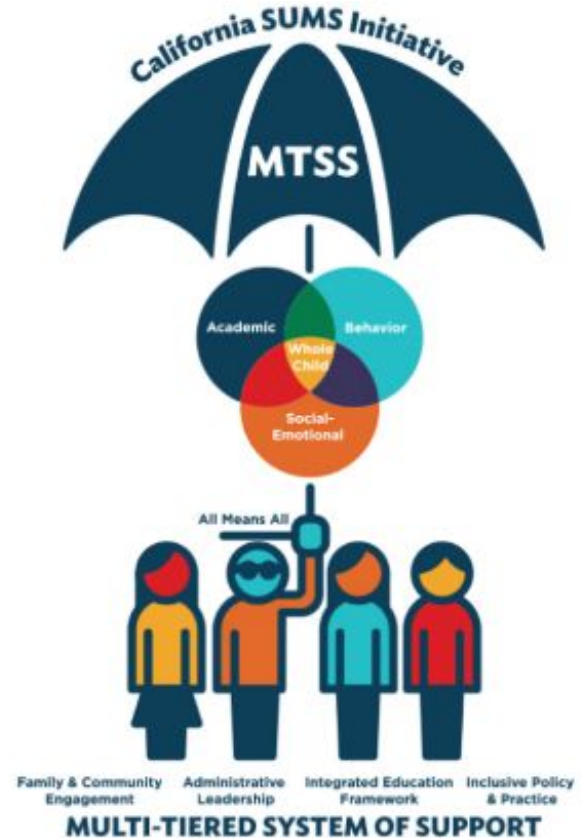 California SUMS Initiative
MTSS
Academic
Behavior
Whole
Child
Social-
Emotional
All Means All
Family & Community
Engagement
Administrative
Leadership
Integrated Education
Framework
Inclusive Policy
& Practice
MULTI-TIERED SYSTEM OF SUPPORT